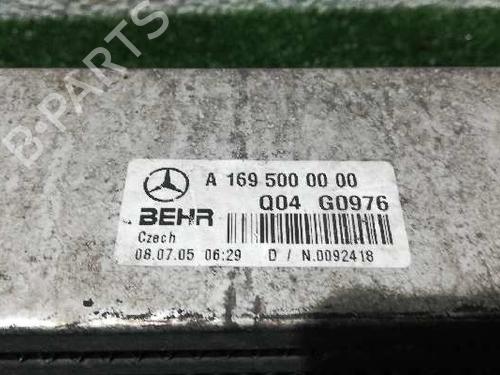 B-PARTS
A 169 500 00 00
Q04 G0976
BEHR
Czech
08.07.05 06:29 D / N.0092418